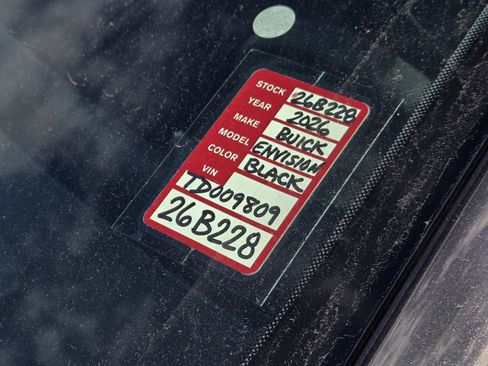 STOCK 26B228
YEAR 2026
MAKE BUICK
MODEL ENVISION
COLOR BLACK
VIN
TD009809
26B228